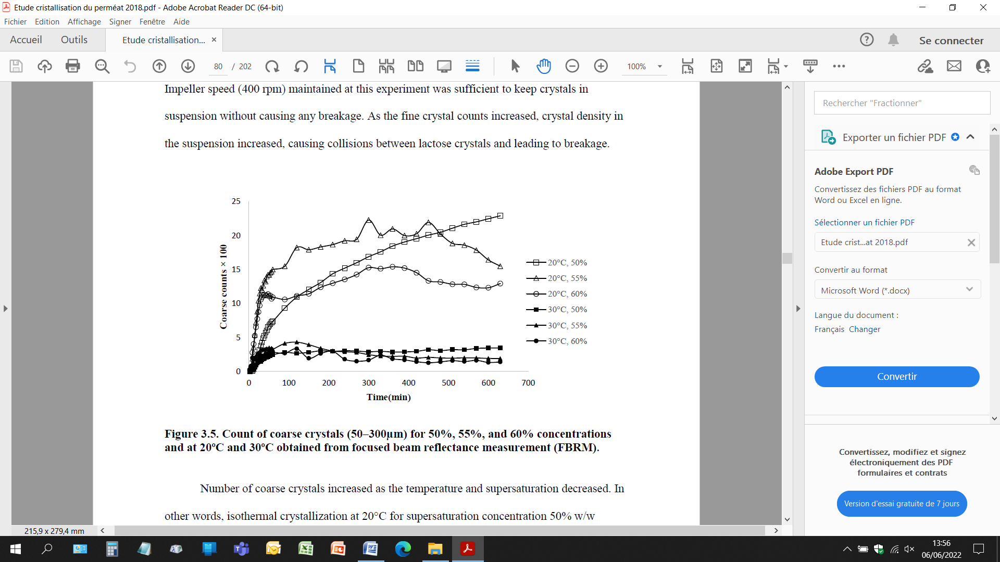 Etude cristallisation du perméat 2018.pdf - Adobe Acrobat Reader DC (64-bit)
Fichier Edition Affichage Signer Fenêtre Aide
Accueil Outils Etude cristallisation... ×
Se connecter
80 / 202
100%
Impeller speed (400 rpm) maintained at this experiment was sufficient to keep crystals in
suspension without causing any breakage. As the fine crystal counts increased, crystal density in
the suspension increased, causing collisions between lactose crystals and leading to breakage.
25
20
15
10
5
0
Coarse counts × 100
0 100 200 300 400 500 600 700
Time(min)
20°C, 50%
20°C, 55%
20°C, 60%
30°C, 50%
30°C, 55%
30°C, 60%
Figure 3.5. Count of coarse crystals (50–300µm) for 50%, 55%, and 60% concentrations
and at 20ºC and 30ºC obtained from focused beam reflectance measurement (FBRM).
Number of coarse crystals increased as the temperature and supersaturation decreased. In
other words, isothermal crystallization at 20°C for supersaturation concentration 50% w/w
215,9 x 279,4 mm
Rechercher "Fractionner"
Exporter un fichier PDF
Adobe Export PDF
Convertissez des fichiers PDF au format
Word ou Excel en ligne.
Sélectionner un fichier PDF
Etude crist...at 2018.pdf
Convertir au format
Microsoft Word (*.docx)
Langue du document :
Français Changer
Convertir
Convertissez, modifiez et signez
électroniquement des PDF
formulaires et contrats
Version d'essai gratuite de 7 jours
13:56
06/06/2022